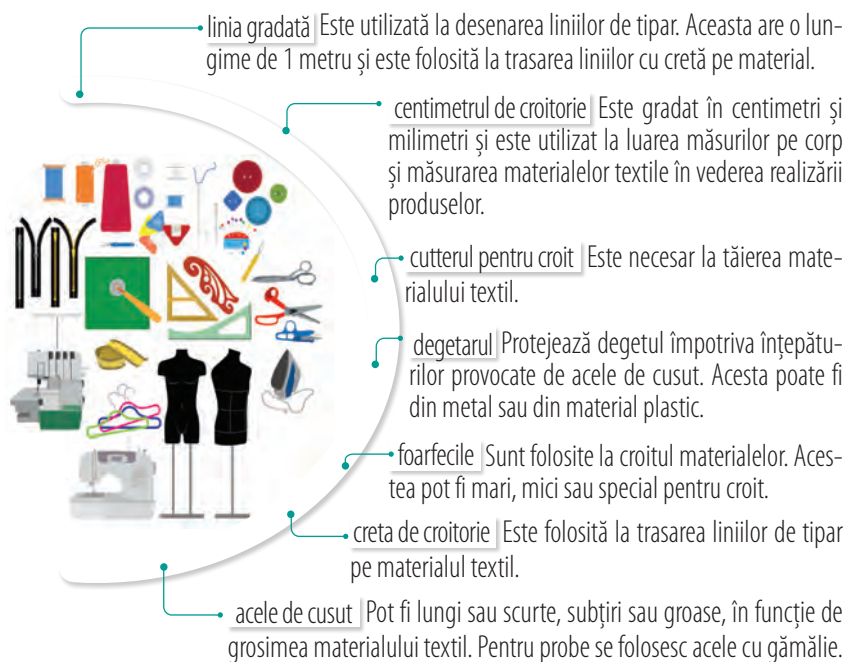 linia gradată Este utilizată la desenarea liniilor de tipar. Aceasta are o lun-
gime de 1 metru și este folosită la trasarea liniilor cu cretă pe material.
centimetrul de croitorie Este gradat în centimetri și
milimetri și este utilizat la luarea măsurilor pe corp
și măsurarea materialelor textile în vederea realizării
produselor.
cutterul pentru croit Este necesar la tăierea mate-
rialului textil.
degetarul Protejează degetul împotriva înțepătu-
rilor provocate de acele de cusut. Acesta poate fi
din metal sau din material plastic.
foarfecile Sunt folosite la croitul materialelor. Aces-
tea pot fi mari, mici sau special pentru croit.
creta de croitorie Este folosită la trasarea liniilor de tipar
pe materialul textil.
acele de cusut Pot fi lungi sau scurte, subțiri sau groase, în funcție de
grosimea materialului textil. Pentru probe se folosesc acele cu gămălie.